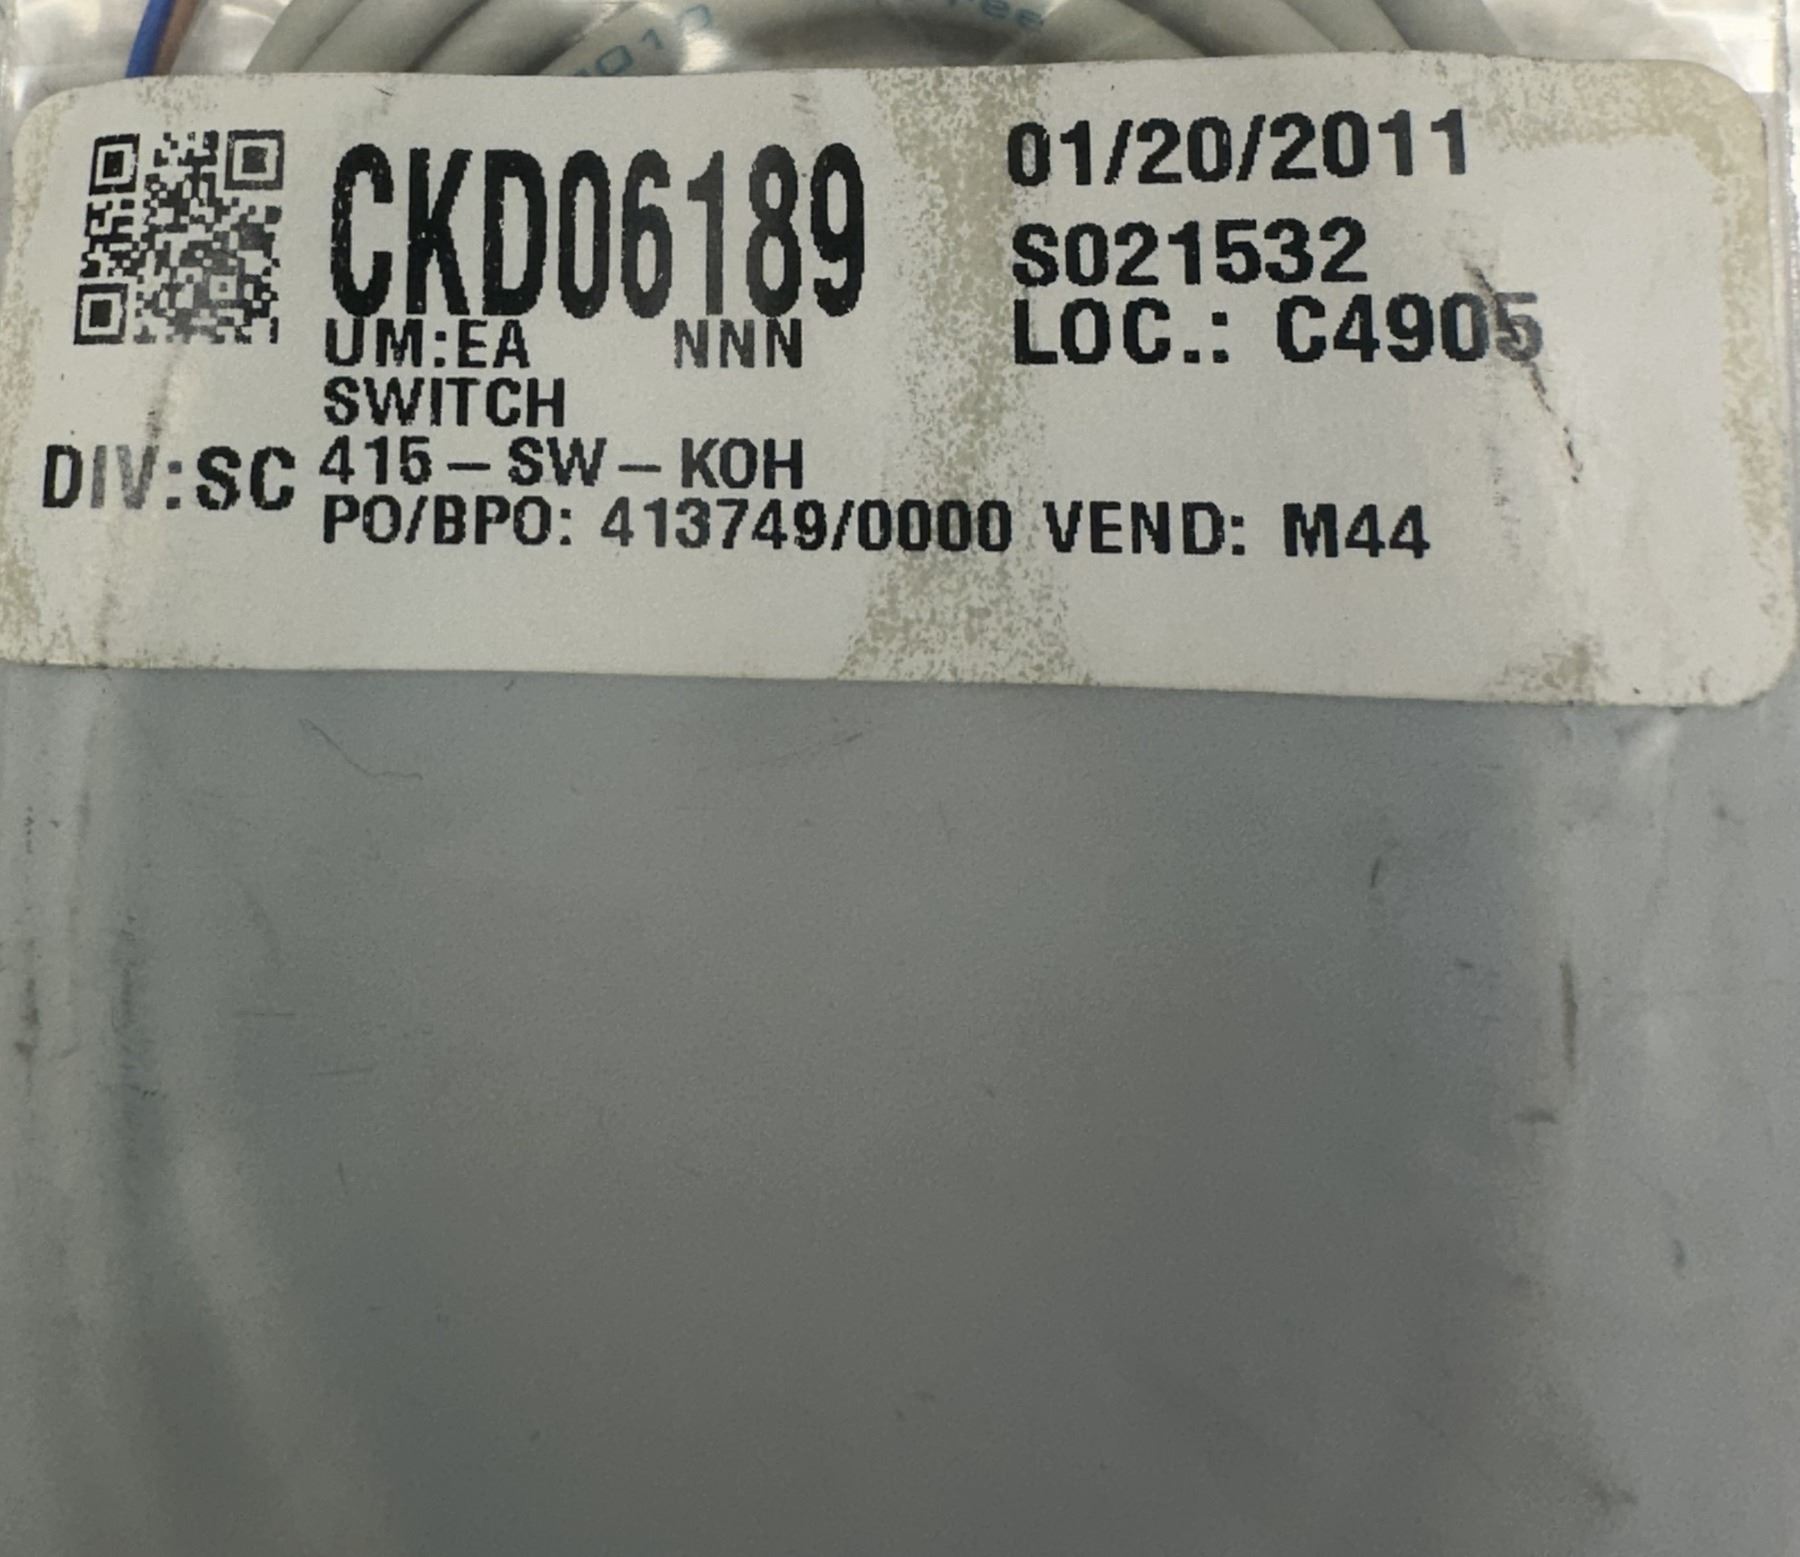 CKD06189
01/20/2011
S021532
UM:EA NNN
LOC.: C4905
SWITCH
DIV:SC
415-SW-KOH
PO/BPO: 413749/0000 VEND: M44